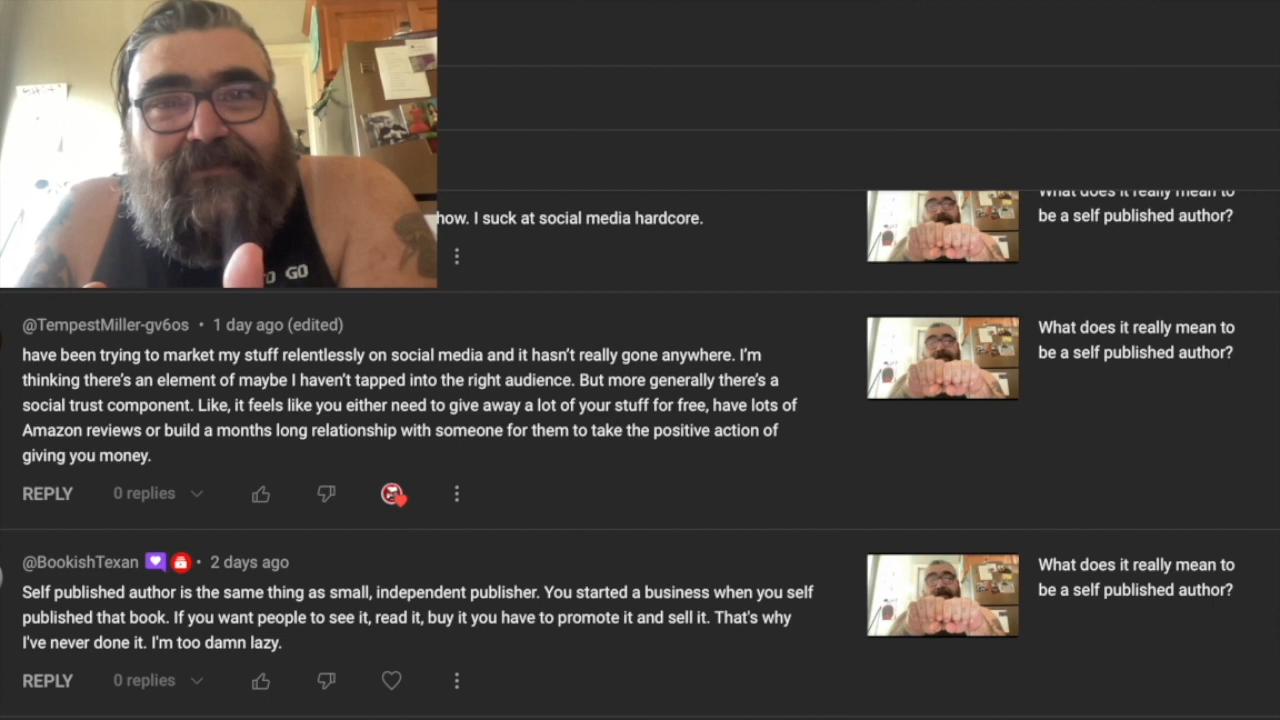 GO
how. I suck at social media hardcore.
What does it really mean to
be a self published author?
@TempestMiller-gv6os • 1 day ago (edited)
have been trying to market my stuff relentlessly on social media and it hasn’t really gone anywhere. I’m
thinking there’s an element of maybe I haven’t tapped into the right audience. But more generally there’s a
social trust component. Like, it feels like you either need to give away a lot of your stuff for free, have lots of
Amazon reviews or build a months long relationship with someone for them to take the positive action of
giving you money.
REPLY 0 replies
What does it really mean to
be a self published author?
@BookishTexan • 2 days ago
Self published author is the same thing as small, independent publisher. You started a business when you self
published that book. If you want people to see it, read it, buy it you have to promote it and sell it. That's why
I've never done it. I'm too damn lazy.
REPLY 0 replies
What does it really mean to
be a self published author?